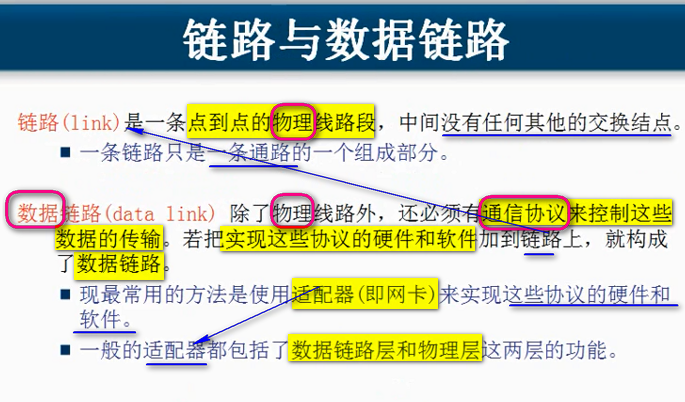 链路与数据链路
链路(link)是一条点到点的物理线路段，中间没有任何其他的交换结点。
■ 一条链路只是一条通路的一个组成部分。
数据链路(data link) 除了物理线路外，还必须有通信协议来控制这些
数据的传输。若把实现这些协议的硬件和软件加到链路上，就构成
了数据链路。
■ 现最常用的方法是使用适配器(即网卡)来实现这些协议的硬件和
软件。
■ 一般的适配器都包括了数据链路层和物理层这两层的功能。